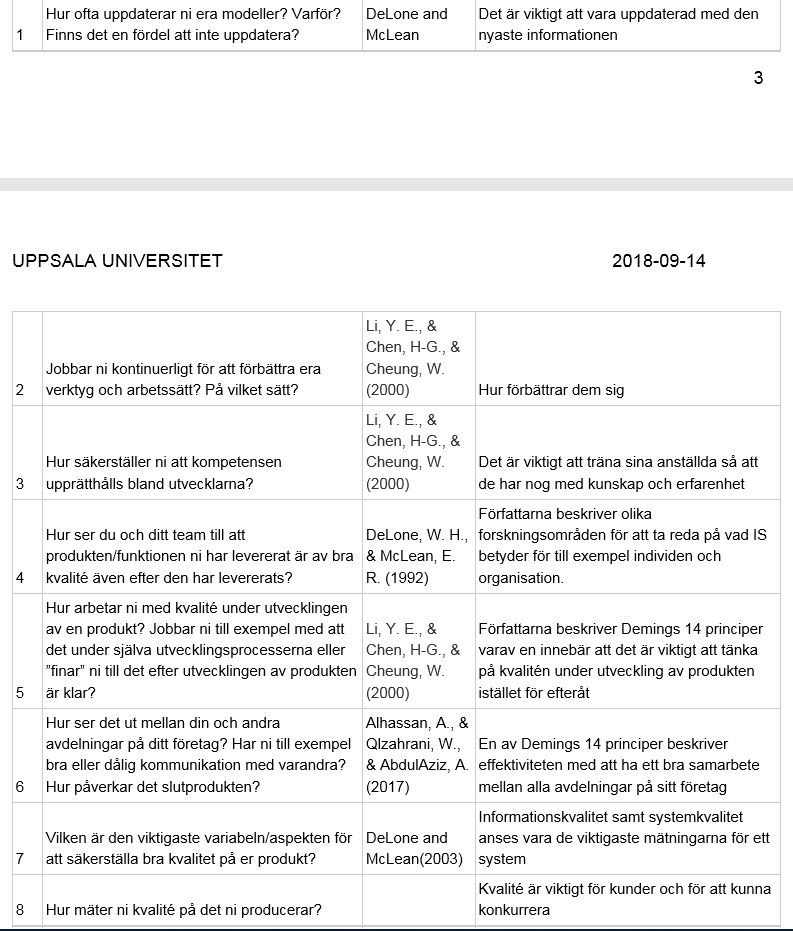 Hur ofta uppdaterar ni era modeller? Varför?
DeLone and
Det är viktigt att vara uppdaterad med den
1
Finns det en fördel att inte uppdatera?
McLean
nyaste informationen
3
UPPSALA UNIVERSITET
2018-09-14
2
Jobbar ni kontinuerligt för att förbättra era
verktyg och arbetssätt? På vilket sätt?
Li, Y. E., &
Chen, H-G., &
Cheung, W.
(2000)
Hur förbättrar dem sig
3
Hur säkerställer ni att kompetensen
upprätthålls bland utvecklarna?
Li, Y. E., &
Chen, H-G., &
Cheung, W.
(2000)
Det är viktigt att träna sina anställda så att
de har nog med kunskap och erfarenhet
4
Hur ser du och ditt team till att
produkten/funktionen ni har levererat är av bra
kvalité även efter den har levererats?
DeLone, W. H.,
& McLean, E.
R. (1992)
Författarna beskriver olika
forskningsområden för att ta reda på vad IS
betyder för till exempel individen och
organisation.
5
Hur arbetar ni med kvalité under utvecklingen
av en produkt? Jobbar ni till exempel med att
det under själva utvecklingsprocesserna eller
”finar” ni till det efter utvecklingen av produkten
är klar?
Li, Y. E., &
Chen, H-G., &
Cheung, W.
(2000)
Författarna beskriver Demings 14 principer
varav en innebär att det är viktigt att tänka
på kvalitén under utveckling av produkten
istället för efteråt
6
Hur ser det ut mellan din och andra
avdelningar på ditt företag? Har ni till exempel
bra eller dålig kommunikation med varandra?
Hur påverkar det slutprodukten?
Alhassan, A., &
Qlzahrani, W.,
& AbdulAziz, A.
(2017)
En av Demings 14 principer beskriver
effektiviteten med att ha ett bra samarbete
mellan alla avdelningar på sitt företag
7
Vilken är den viktigaste variabeln/aspekten för
att säkerställa bra kvalitet på er produkt?
DeLone and
McLean(2003)
Informationskvalitet samt systemkvalitet
anses vara de viktigaste mätningarna för ett
system
8
Hur mäter ni kvalité på det ni producerar?
Kvalité är viktigt för kunder och för att kunna
konkurrera